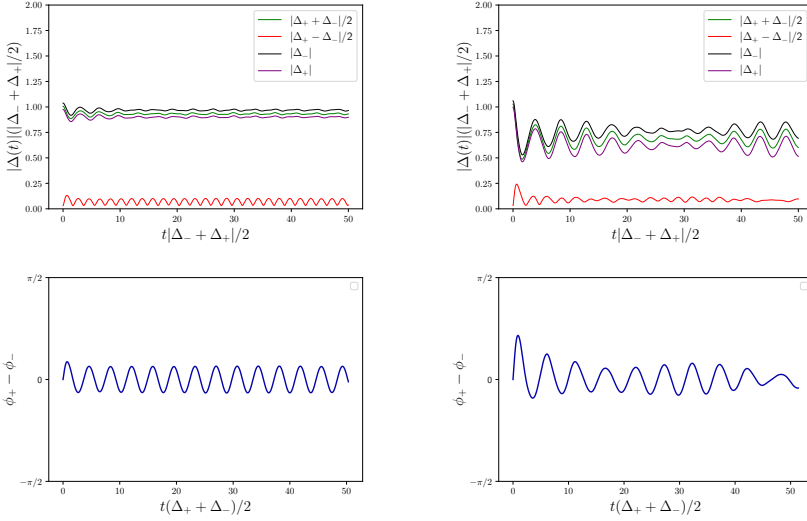 2.00
1.75
1.50
1.25
1.00
0.75
0.50
0.25
0.00
|Δ(t)|(|Δ₋ + Δ₊|/2)
|Δ₊ + Δ₋|/2
|Δ₊ − Δ₋|/2
|Δ₋|
|Δ₊|
0 10 20 30 40 50
t|Δ₋ + Δ₊|/2
2.00
1.75
1.50
1.25
1.00
0.75
0.50
0.25
0.00
|Δ(t)|(|Δ₋ + Δ₊|/2)
|Δ₊ + Δ₋|/2
|Δ₊ − Δ₋|/2
|Δ₋|
|Δ₊|
0 10 20 30 40 50
t|Δ₋ + Δ₊|/2
π/2
0
−π/2
ϕ₊ − ϕ₋
0 10 20 30 40 50
t(Δ₊ + Δ₋)/2
π/2
0
−π/2
ϕ₊ − ϕ₋
0 10 20 30 40 50
t(Δ₊ + Δ₋)/2